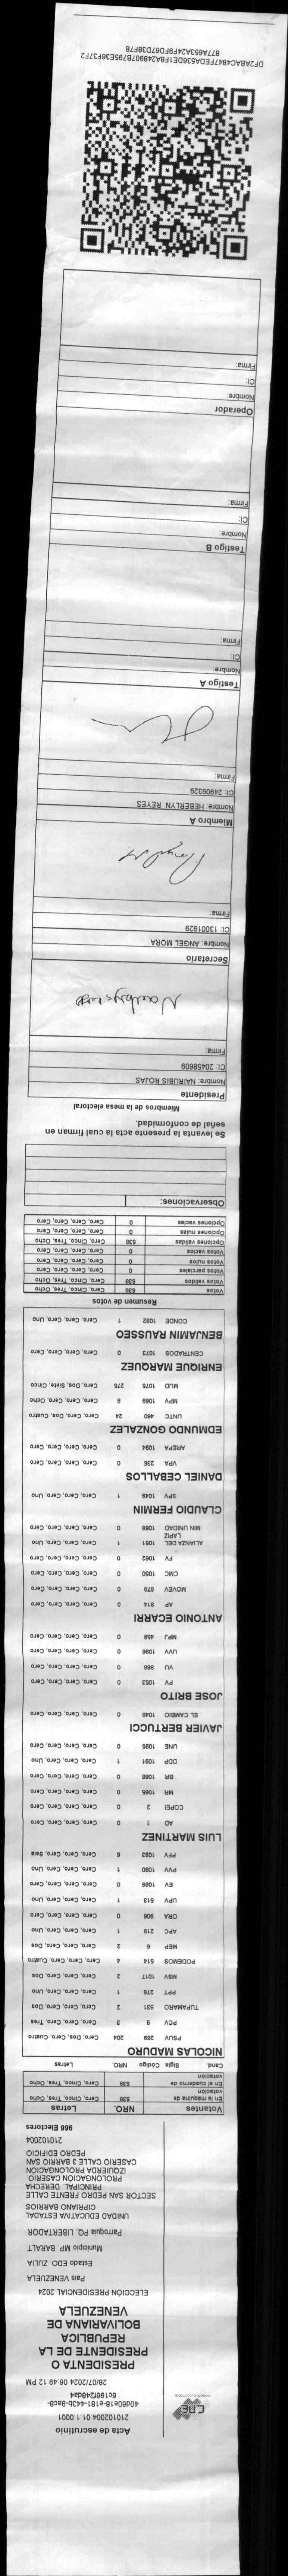 CNE
Acta de escrutinio
210102004.01.1.0001
28/07/2024 06:49:12 PM
PRESIDENTA O
PRESIDENTE DE LA
REPUBLICA
BOLIVARIANA DE
VENEZUELA
ELECCIÓN PRESIDENCIAL 2024
País VENEZUELA
Estado EDO. ZULIA
Municipio MP. BARALT
Parroquia PQ. LIBERTADOR
UNIDAD EDUCATIVA ESTADAL
CIPRIANO BARRIOS
SECTOR SAN PEDRO FRENTE CALLE
PRINCIPAL. DERECHA
PROLONGACIÓN CASERIO.
IZQUIERDA PROLONGACIÓN
CASERIO CALLE 3 BARRIO SAN
PEDRO EDIFICIO
210102004
966 Electores
Votantes NRO. Letras
En la máquina de votación 538 Cero, Cinco, Tres, Ocho
En el cuaderno de votación 538 Cero, Cinco, Tres, Ocho
Cand. Sigla Código NRO. Letras
NICOLAS MADURO
PSUV 268 204 Cero, Dos, Cero, Cuatro
PCV 9 3 Cero, Cero, Cero, Tres
TUPAMARO 531 2 Cero, Cero, Cero, Dos
PPT 276 1 Cero, Cero, Cero, Uno
MSV 1017 2 Cero, Cero, Cero, Dos
PODEMOS 514 4 Cero, Cero, Cero, Cuatro
MEP 6 2 Cero, Cero, Cero, Dos
APC 219 1 Cero, Cero, Cero, Uno
ORA 906 0 Cero, Cero, Cero, Cero
UPV 513 1 Cero, Cero, Cero, Uno
EV 1089 0 Cero, Cero, Cero, Cero
PVV 1090 1 Cero, Cero, Cero, Uno
PFV 1093 6 Cero, Cero, Cero, Seis
LUIS MARTINEZ
AD 1 0 Cero, Cero, Cero, Cero
COPEI 2 0 Cero, Cero, Cero, Cero
MR 1065 0 Cero, Cero, Cero, Cero
BR 1066 0 Cero, Cero, Cero, Cero
DDP 1091 1 Cero, Cero, Cero, Uno
UNE 1095 0 Cero, Cero, Cero, Cero
JAVIER BERTUCCI
EL CAMBIO 1048 0 Cero, Cero, Cero, Cero
JOSE BRITO
PV 1053 0 Cero, Cero, Cero, Cero
VU 989 0 Cero, Cero, Cero, Cero
UVV 1096 0 Cero, Cero, Cero, Cero
MPJ 458 0 Cero, Cero, Cero, Cero
ANTONIO ECARRI
AP 814 0 Cero, Cero, Cero, Cero
MOVEV 878 0 Cero, Cero, Cero, Cero
CMC 1050 0 Cero, Cero, Cero, Cero
FV 1062 0 Cero, Cero, Cero, Cero
ALIANZA DEL LAPIZ 1061 1 Cero, Cero, Cero, Uno
MIN UNIDAD 1068 0 Cero, Cero, Cero, Cero
CLAUDIO FERMIN
SPV 1049 1 Cero, Cero, Cero, Uno
DANIEL CEBALLOS
VPA 236 0 Cero, Cero, Cero, Cero
AREPA 1094 0 Cero, Cero, Cero, Cero
EDMUNDO GONZALEZ
UNTC 460 24 Cero, Cero, Dos, Cuatro
MPV 1069 8 Cero, Cero, Cero, Ocho
MUD 1076 275 Cero, Dos, Siete, Cinco
ENRIQUE MARQUEZ
CENTRADOS 1073 0 Cero, Cero, Cero, Cero
BENJAMIN RAUSSEO
CONDE 1092 1 Cero, Cero, Cero, Uno
Resumen de votos
Votos 538 Cero, Cinco, Tres, Ocho
Votos validos 538 Cero, Cinco, Tres, Ocho
Votos parciales 0 Cero, Cero, Cero, Cero
Votos nulos 0 Cero, Cero, Cero, Cero
Votos vacios 0 Cero, Cero, Cero, Cero
Opciones validas 538 Cero, Cinco, Tres, Ocho
Opciones nulas 0 Cero, Cero, Cero, Cero
Opciones vacias 0 Cero, Cero, Cero, Cero
Observaciones:
Se levanta la presente acta la cual firman en
señal de conformidad.
Miembros de la mesa electoral
Presidente
Nombre: NAIRUBIS ROJAS
CI: 20458609
Firma:
Secretario
Nombre: ANGEL MORA
CI: 13001929
Firma:
Miembro A
Nombre: HEBERLYN REYES
CI: 24909329
Firma:
Testigo A
Nombre:
CI:
Firma:
Testigo B
Nombre:
CI:
Firma:
Operador
Nombre:
CI:
Firma: